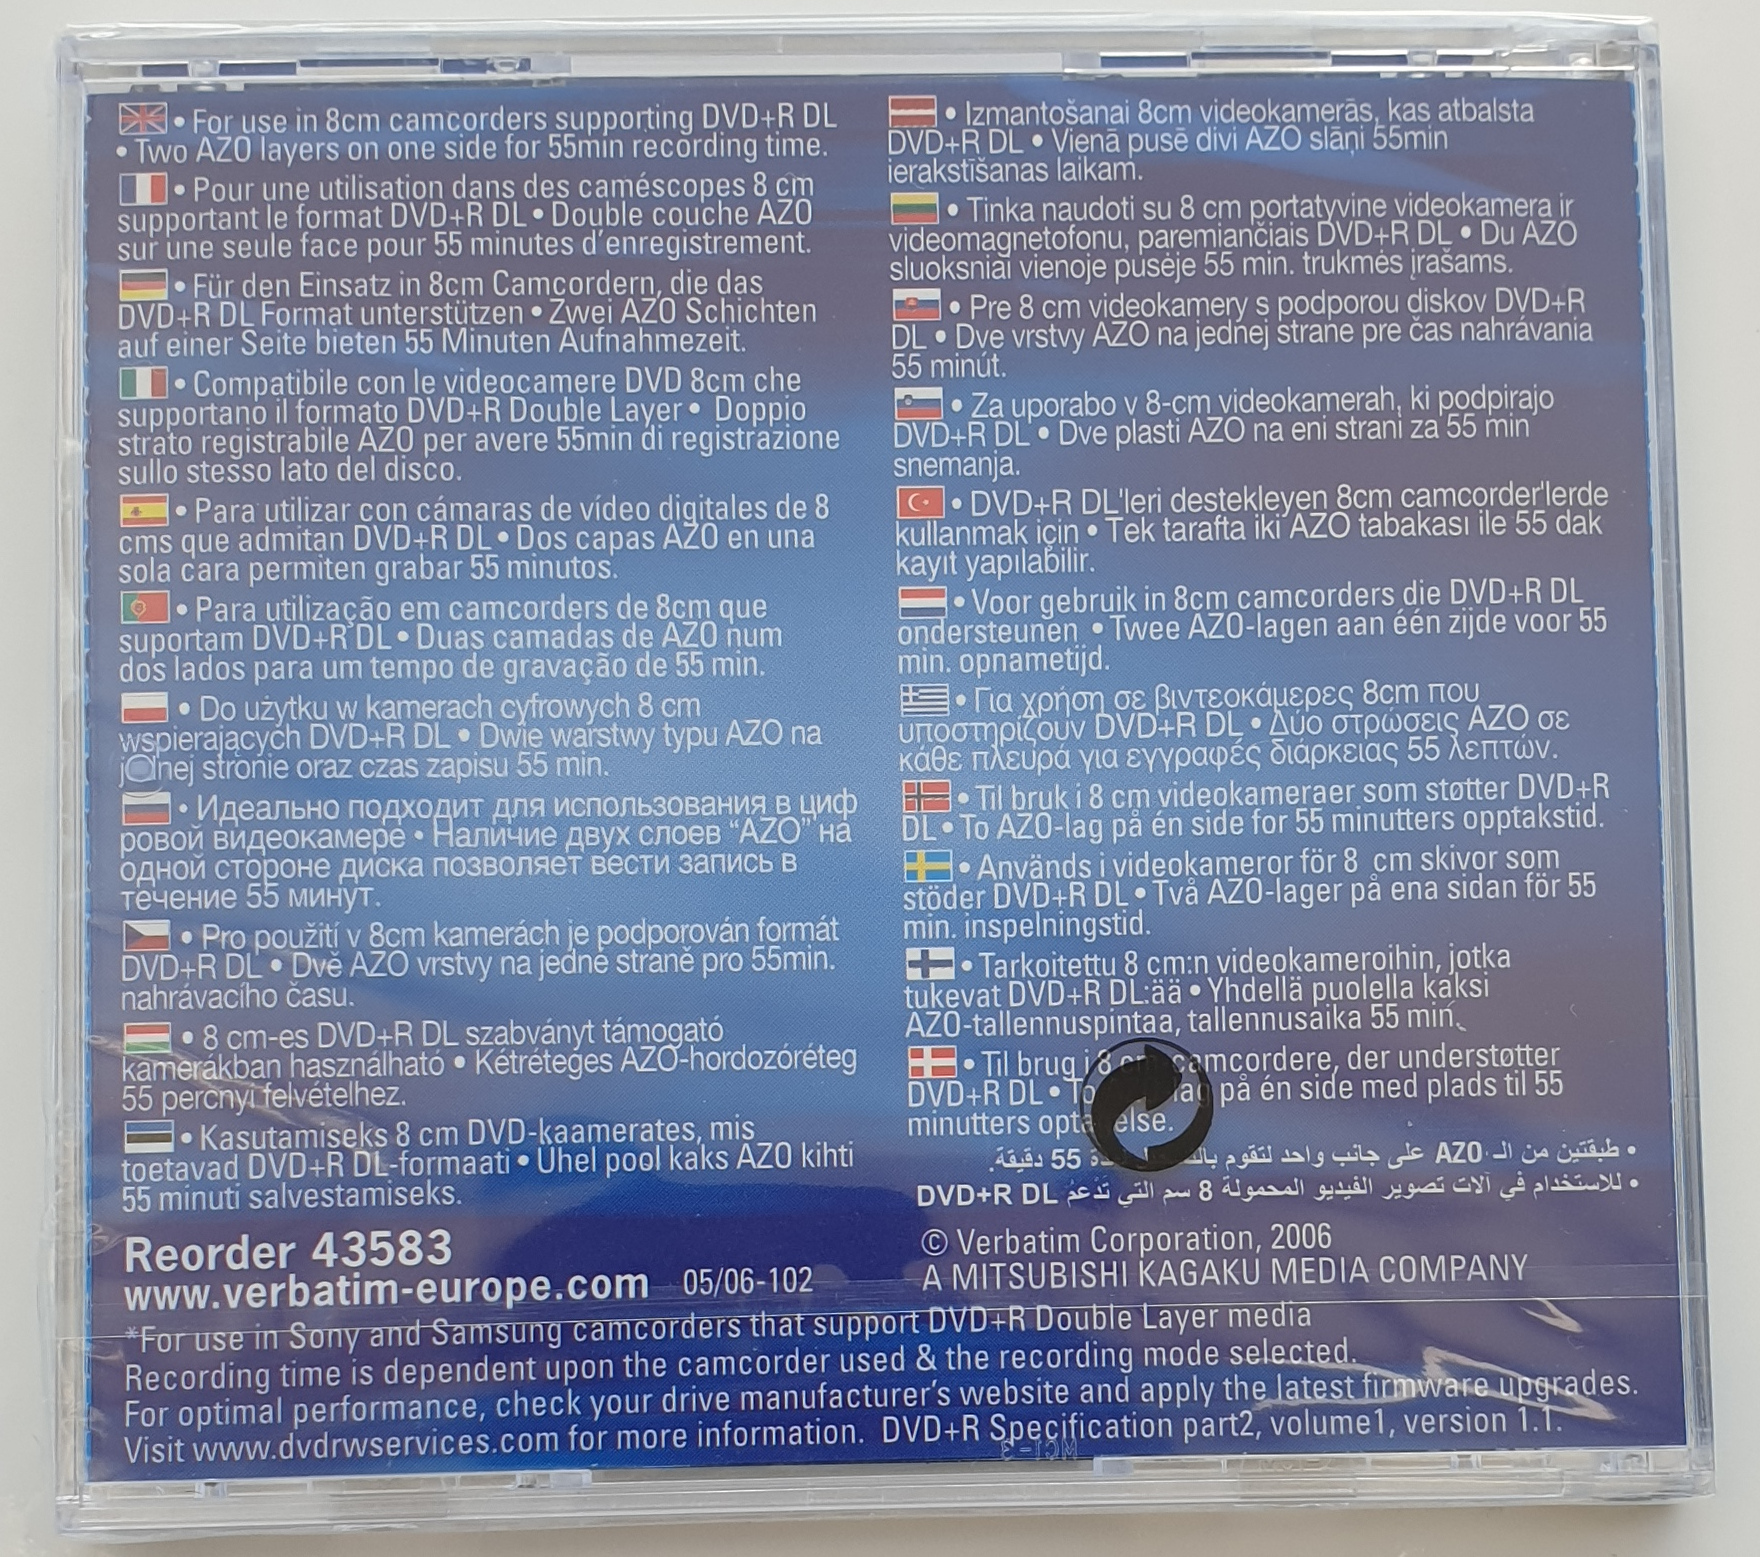 • For use in 8cm camcorders supporting DVD+R DL
• Two AZO layers on one side for 55min recording time.
• Pour une utilisation dans des caméscopes 8 cm
supportant le format DVD+R DL • Double couche AZO
sur une seule face pour 55 minutes d'enregistrement.
• Für den Einsatz in 8cm Camcordern, die das
DVD+R DL Format unterstützen • Zwei AZO Schichten
auf einer Seite bieten 55 Minuten Aufnahmezeit.
• Compatibile con le videocamere DVD 8cm che
supportano il formato DVD+R Double Layer • Doppio
strato registrabile AZO per avere 55min di registrazione
sullo stesso lato del disco.
• Para utilizar con cámaras de vídeo digitales de 8
cms que admitan DVD+R DL • Dos capas AZO en una
sola cara permiten grabar 55 minutos.
• Para utilização em camcorders de 8cm que
suportam DVD+R DL • Duas camadas de AZO num
dos lados para um tempo de gravação de 55 min.
• Do użytku w kamerach cyfrowych 8 cm
wspierających DVD+R DL • Dwie warstwy typu AZO na
stronie oraz czas zapisu 55 min.
• Идеально подходит для использования в циф
ровой видеокамере • Наличие двух слоев “AZO” на
одной стороне диска позволяет вести запись в
течение 55 минут.
• Pro použití v 8cm kamerách je podporován formát
DVD+R DL • Dvě AZO vrstvy na jedné straně pro 55min.
nahrávacího času.
• 8 cm-es DVD+R DL szabványt támogató
kamerákban használható • Kétréteges AZO-hordozóréteg
55 percnyi felvételhez.
• Kasutamiseks 8 cm DVD-kaamerates, mis
toetavad DVD+R DL-formaati • Uhel pool kaks AZO kihti
55 minuti salvestamiseks.
Reorder 43583
www.verbatim-europe.com 05/06-102
• Izmantošanai 8cm videokamerās, kas atbalsta
DVD+R DL • Vienā pusē divi AZO slāņi 55min
ierakstīšanas laikam.
• Tinka naudoti su 8 cm portatyvine videokamera ir
videomagnetofonu, paremiančiais DVD+R DL • Du AZO
sluoksniai vienoje pusėje 55 min. trukmės įrašams.
• Pre 8 cm videokamery s podporou diskov DVD+R
DL • Dve vrstvy AZO na jednej strane pre čas nahrávania
55 minút.
• Za uporabo v 8-cm videokamerah, ki podpirajo
DVD+R DL • Dve plasti AZO na eni strani za 55 min
snemanja.
• DVD+R DL'leri destekleyen 8cm camcorder'lerde
kullanmak için • Tek tarafta iki AZO tabakası ile 55 dak
kayıt yapılabilir.
• Voor gebruik in 8cm camcorders die DVD+R DL
ondersteunen • Twee AZO-lagen aan één zijde voor 55
min. opnametijd.
• Για χρήση σε βιντεοκάμερες 8cm που
υποστηρίζουν DVD+R DL • Δύο στρώσεις AZO σε
κάθε πλευρά για εγγραφές διάρκειας 55 λεπτών.
• Til bruk i 8 cm videokameraer som støtter DVD+R
DL • To AZO-lag på én side for 55 minutters opptakstid.
• Används i videokameror för 8 cm skivor som
stöder DVD+R DL • Två AZO-lager på ena sidan för 55
min. inspelningstid.
• Tarkoitettu 8 cm:n videokameroihin, jotka
tukevat DVD+R DL:ää • Yhdellä puolella kaksi
AZO-tallennuspintaa, tallennusaika 55 min.
• Til brug i 8 cm camcordere, der understøtter
DVD+R DL • på én side med plads til 55
minutters
• طبقتين من الـ AZO على جانب واحد لتقوم 55 دقيقة.
• للاستخدام في آلات تصوير الفيديو المحمولة 8 سم التي تدعم DVD+R DL
© Verbatim Corporation, 2006
A MITSUBISHI KAGAKU MEDIA COMPANY
*For use in Sony and Samsung camcorders that support DVD+R Double Layer media
Recording time is dependent upon the camcorder used & the recording mode selected.
For optimal performance, check your drive manufacturer's website and apply the latest firmware upgrades.
Visit www.dvdrwservices.com for more information. DVD+R Specification part2, volume1, version 1.1.